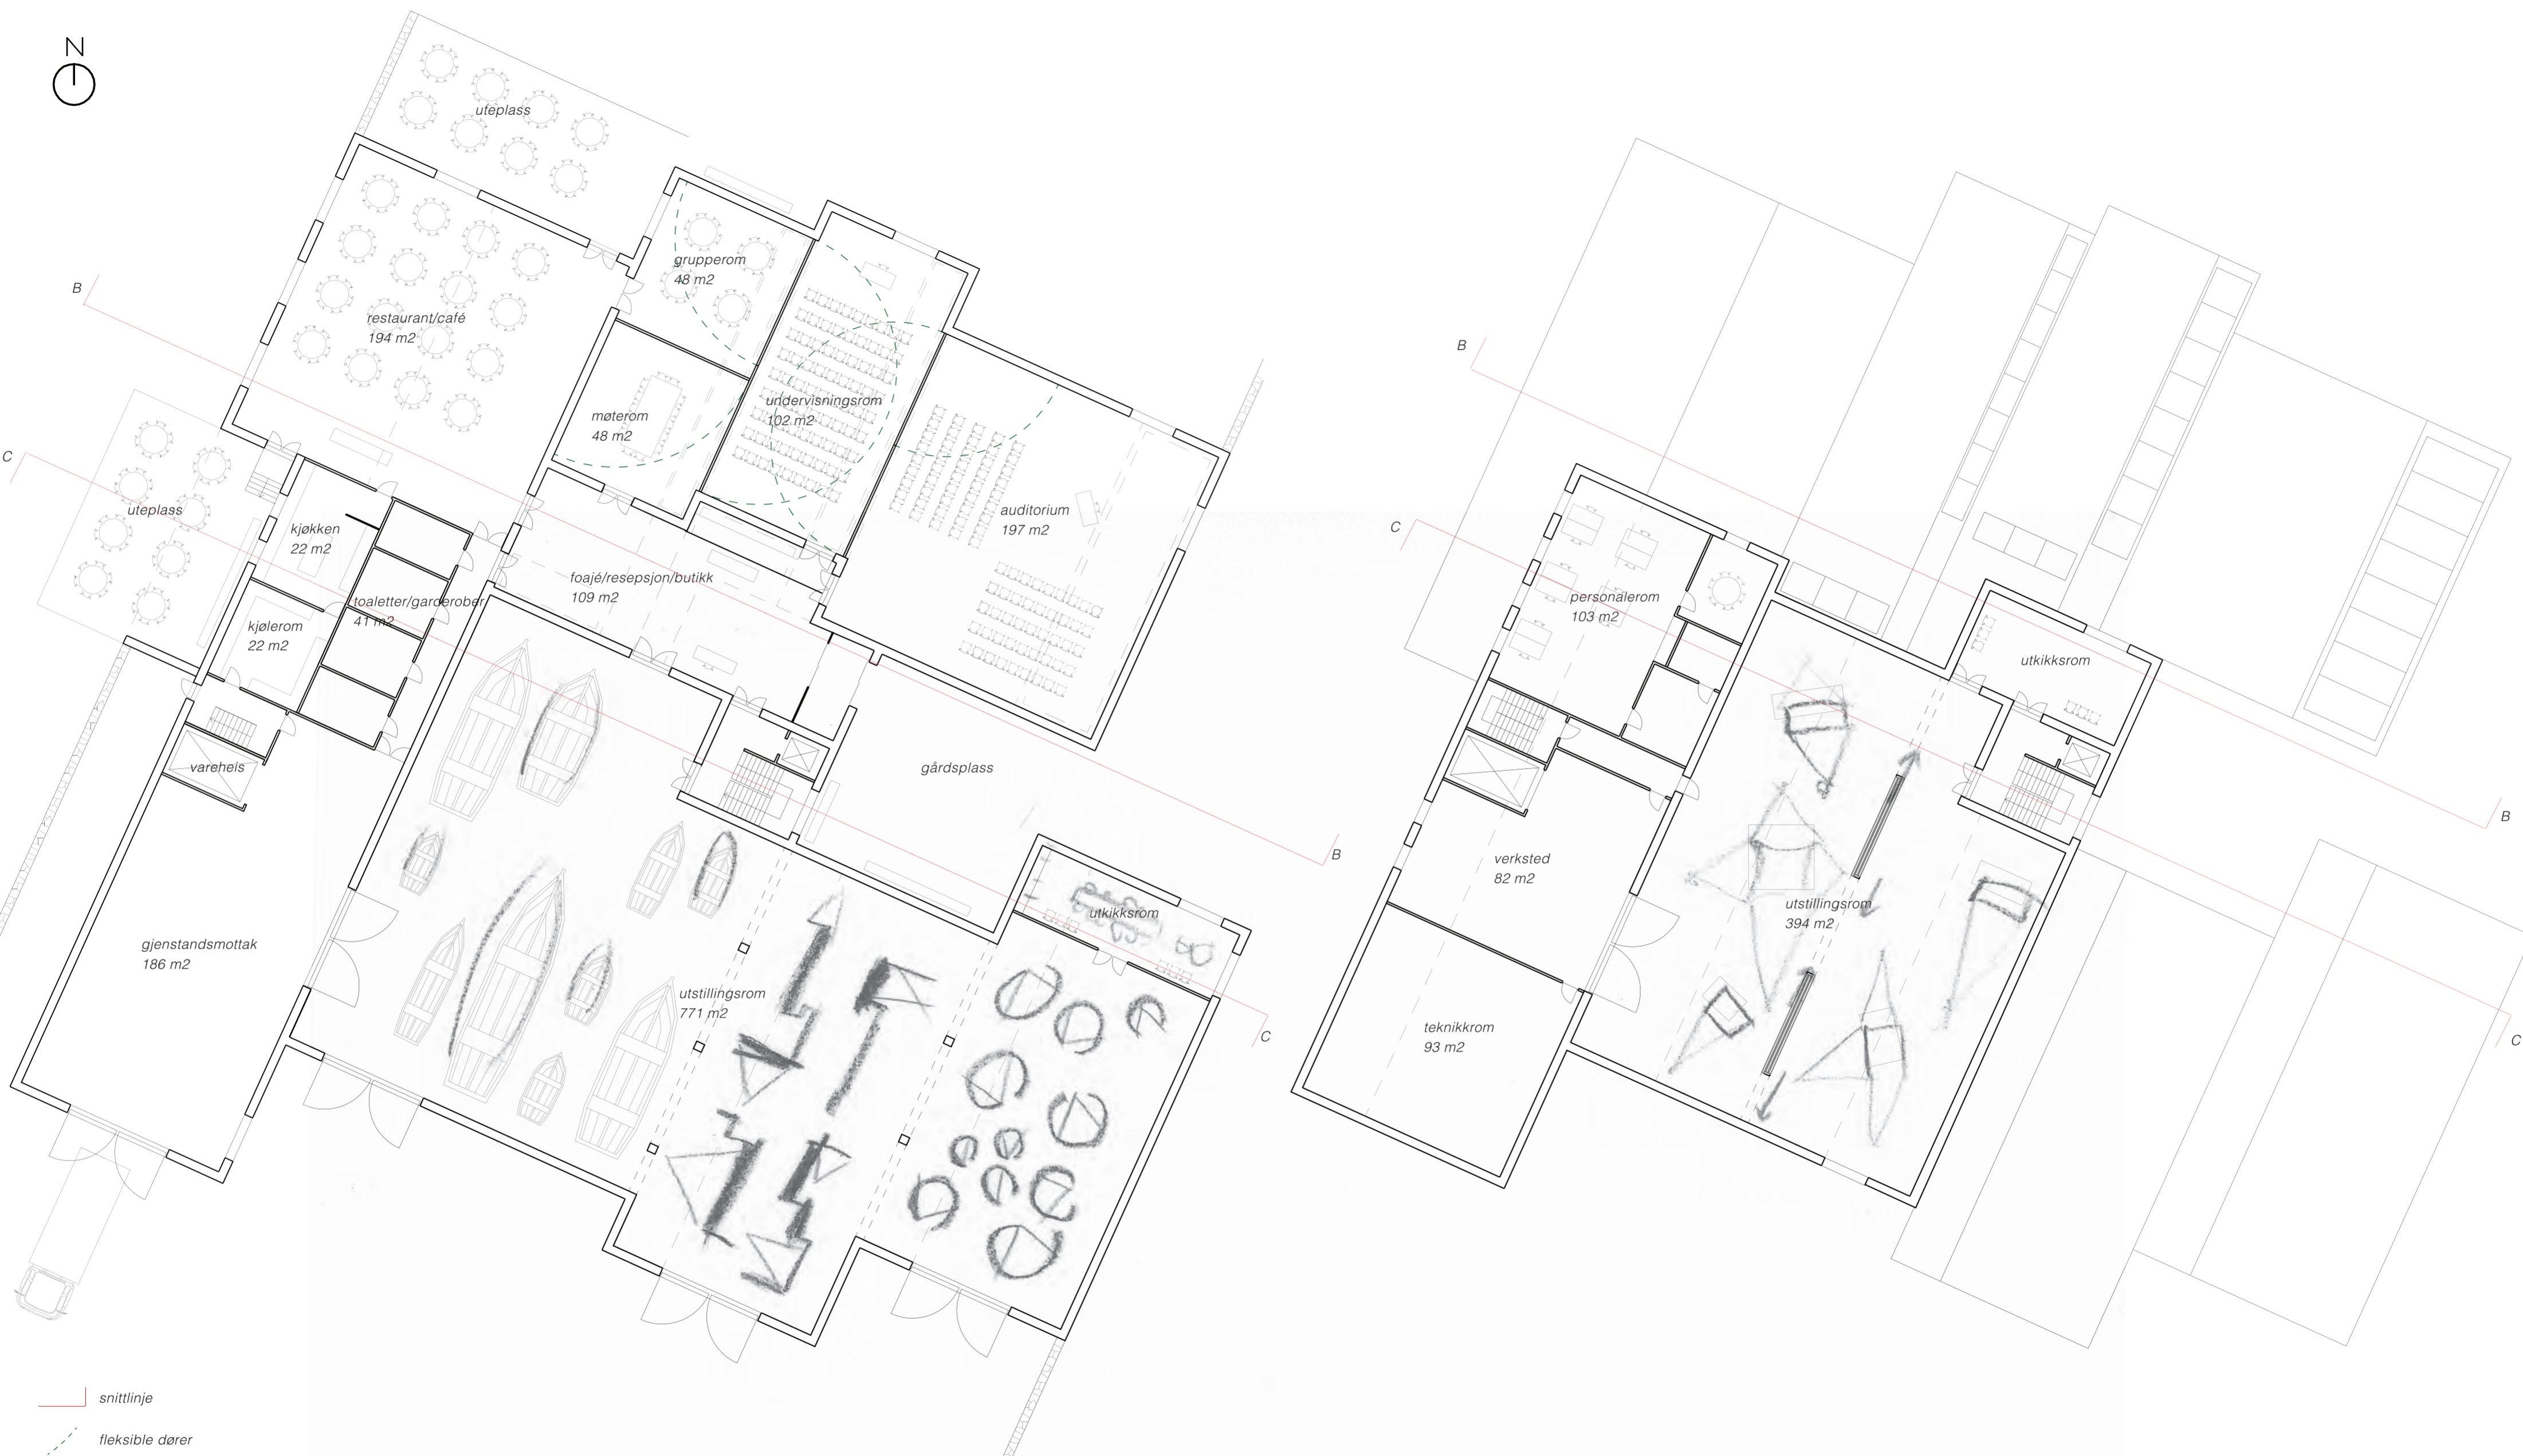 N
uteplass
grupperom
48 m2
B
restaurant/café
194 m2
møterom
48 m2
undervisningsrom
102 m2
C
uteplass
kjøkken
22 m2
auditorium
197 m2
foajé/resepsjon/butikk
109 m2
toaletter/garderober
41 m2
kjølerom
22 m2
vareheis
gårdsplass
B
utkikksrom
gjenstandsmottak
186 m2
utstillingsrom
771 m2
C
snittlinje
fleksible dører
B
C
personalerom
103 m2
utkikksrom
B
verksted
82 m2
utstillingsrom
394 m2
teknikkrom
93 m2
C